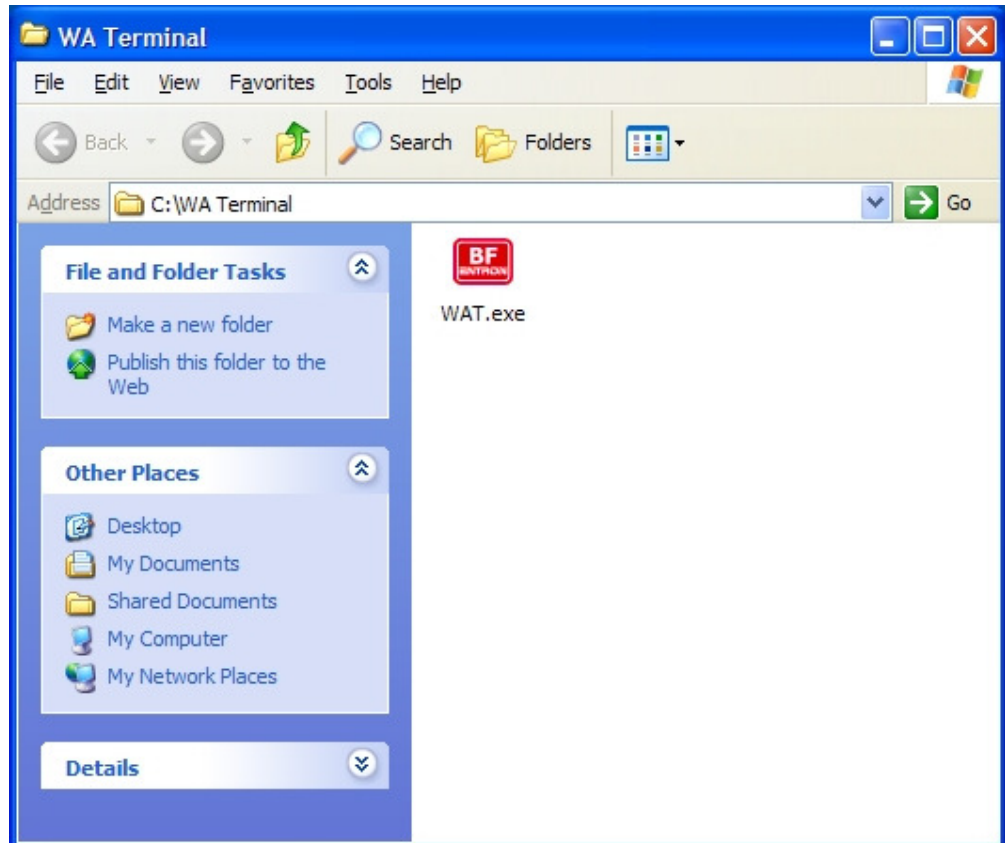 WA Terminal
File Edit View Favorites Tools Help
Back Search Folders
Address C:\WA Terminal Go
File and Folder Tasks
Make a new folder
Publish this folder to the
Web
Other Places
Desktop
My Documents
Shared Documents
My Computer
My Network Places
Details
BF
ENTRON
WAT.exe